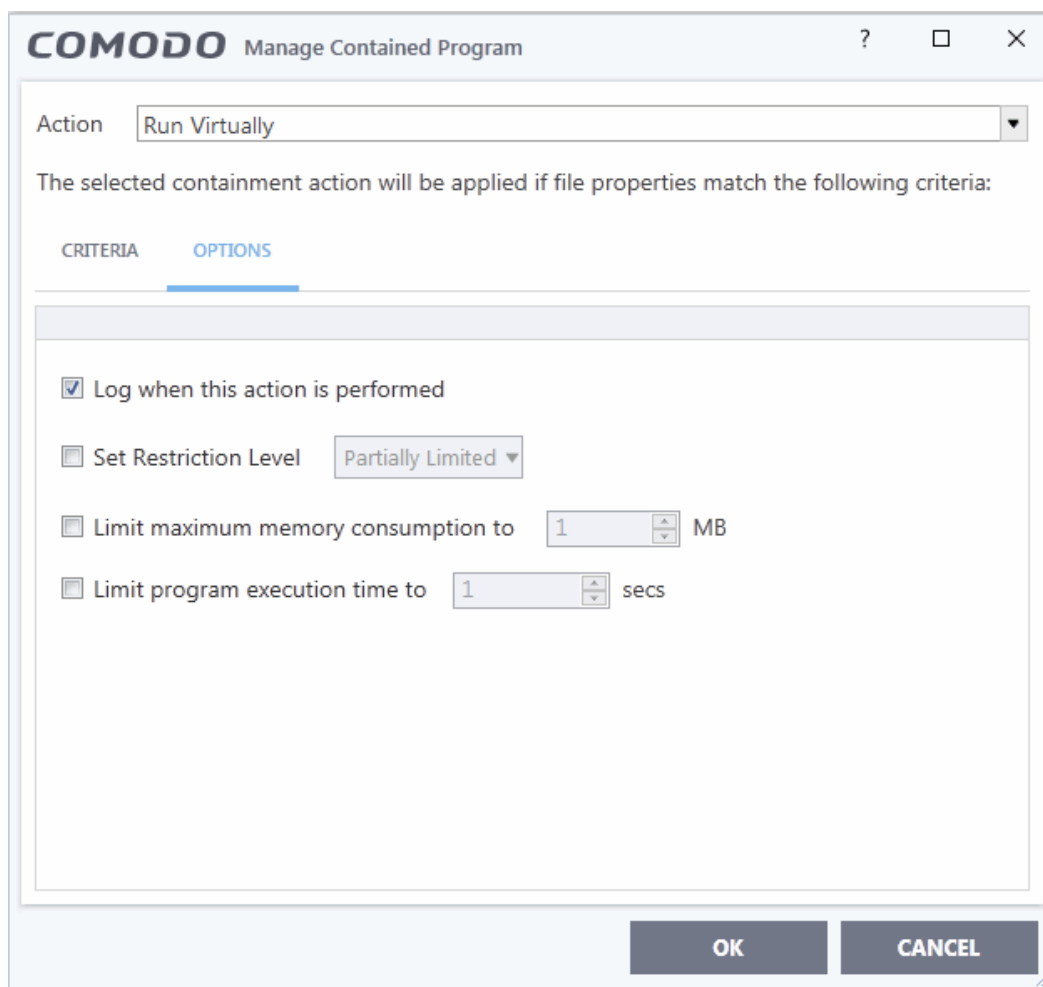 COMODO Manage Contained Program ?
Action Run Virtually
The selected containment action will be applied if file properties match the following criteria:
CRITERIA OPTIONS
Log when this action is performed
Set Restriction Level Partially Limited
Limit maximum memory consumption to 1 MB
Limit program execution time to 1 secs
OK CANCEL